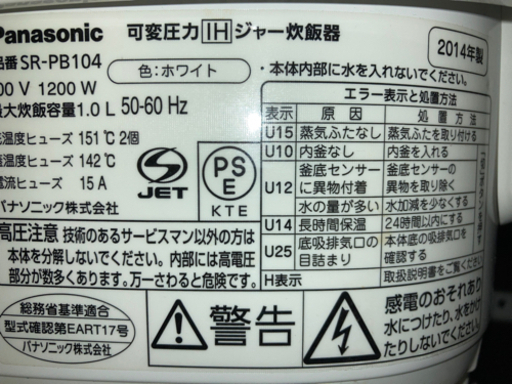 Panasonic 可変圧力 IH ジャー炊飯器
品番 SR-PB104
色：ホワイト
2014年製
・本体内部に水を入れないでください。
00 V 1200 W
最大炊飯容量1.0 L 50-60 Hz
温度ヒューズ 151℃ 2個
温ヒューズ 142℃
電流ヒューズ 15 A
パナソニック株式会社
S JET
PS E
KTE
エラー表示と処置方法
表示 原因 処置方法
U15 蒸気ふたなし 蒸気ふたを取り付ける
U10 内釜なし 内釜を入れる
U12 釜底センサーに異物付着 釜底センサーの異物を取り除く
水の量が多い 水加減を少なくする
U14 長時間保温 24時間以内にする
U25 底吸排気口の目詰まり 本体底の吸排気口を確認する
H表示 取扱説明書をご覧ください
高圧注意 技術のあるサービスマン以外の方は
本体を分解しないでください。内部には高電圧
部分が数多くあり、万一さわると危険です。
総務省基準適合
型式確認第EART17号
パナソニック株式会社
警告
感電のおそれあり
水につけたり、水をかけ
たりしないでください